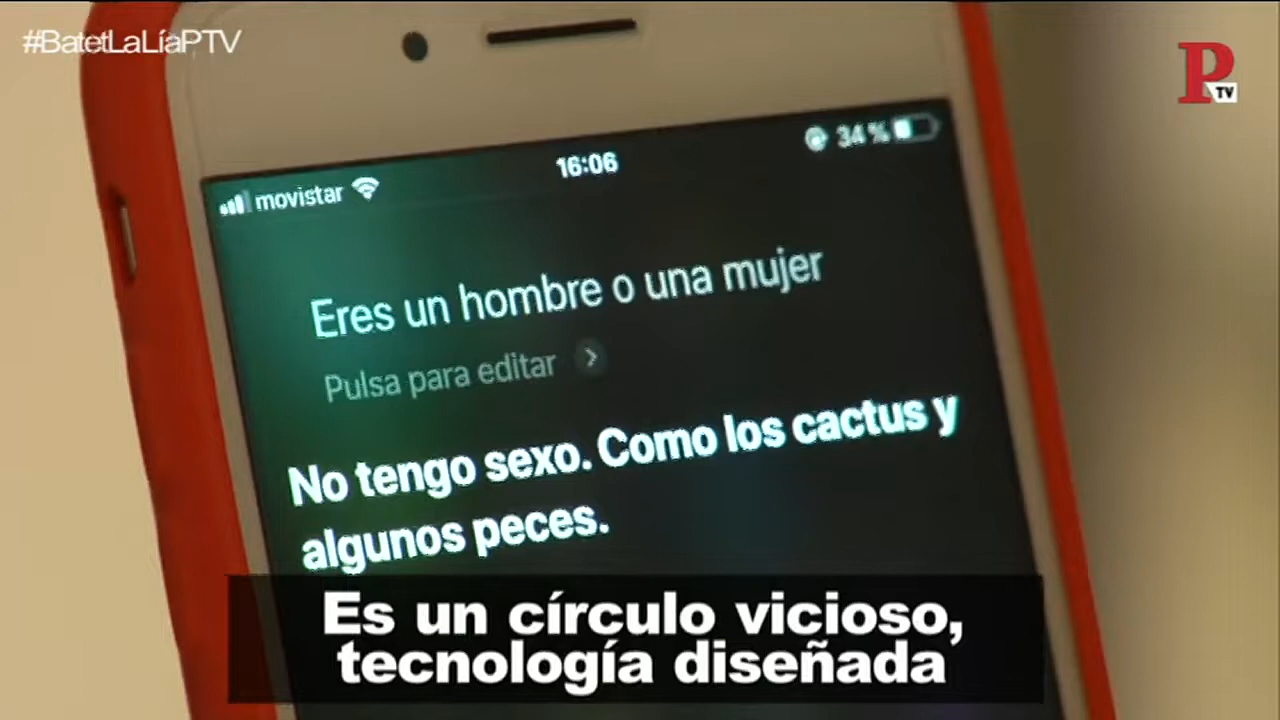 #BatetLaLíaPTV
P
TV
movistar
16:06
34 %
Eres un hombre o una mujer
Pulsa para editar
No tengo sexo. Como los cactus y
algunos peces.
Es un círculo vicioso,
tecnología diseñada